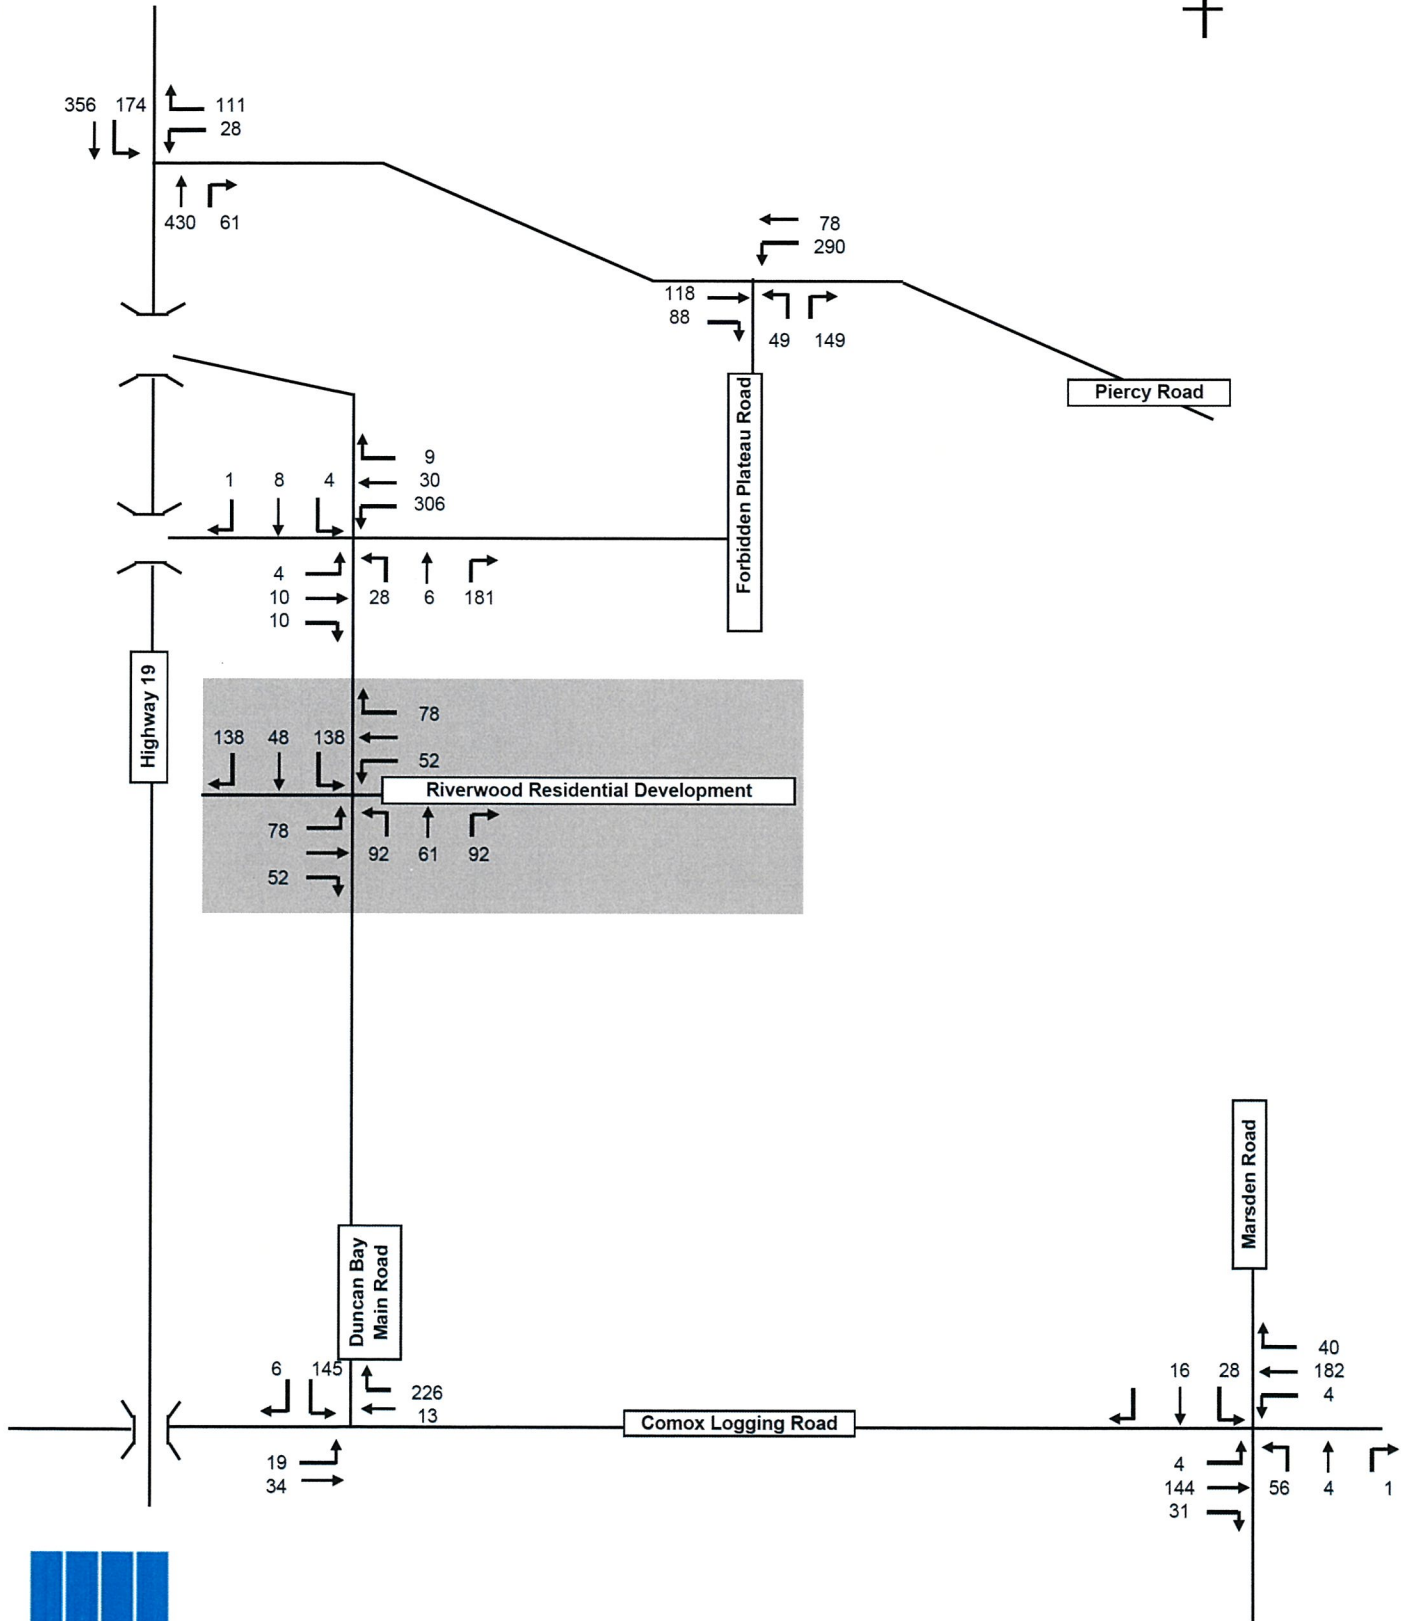 356 174 111
28
430 61
78
290
118
88
49 149
Piercy Road
Forbidden Plateau Road
9
1 8 4 30
306
4
10 28 6 181
10
Highway 19
78
138 48 138
52
Riverwood Residential Development
78
92 61 92
52
Marsden Road
Duncan Bay
Main Road
6 145
226
13
Comox Logging Road
19
34
40
16 28 182
4
4
144 56 4 1
31